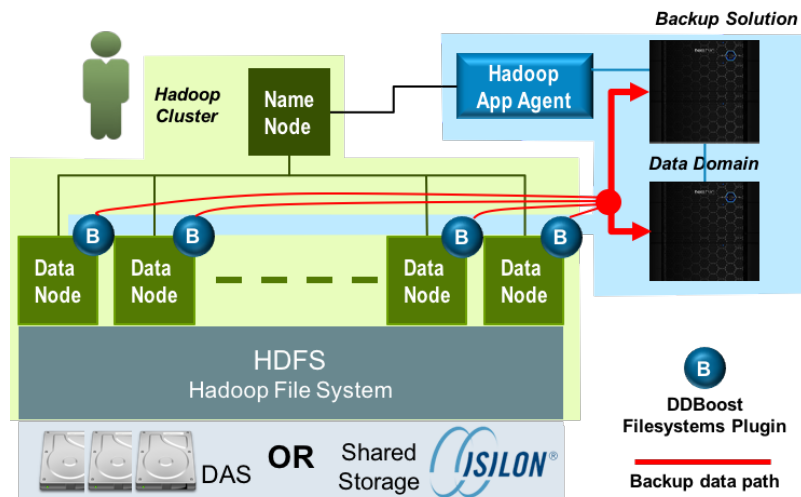 Backup Solution
Hadoop
Cluster
Name
Node
Hadoop
App Agent
Data Domain
B
B
B
B
Data
Node
Data
Node
Data
Node
Data
Node
HDFS
Hadoop File System
B
DDBoost
Filesystems Plugin
DAS
OR
Shared
Storage
ISILON®
Backup data path